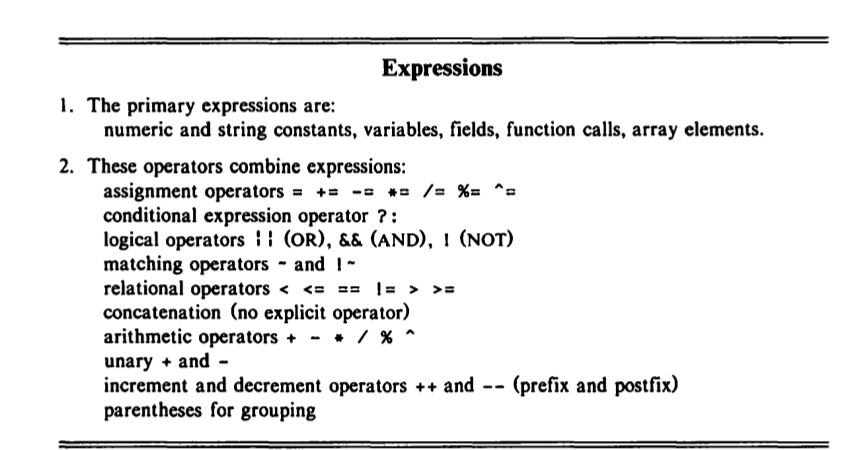 Expressions
1. The primary expressions are:
numeric and string constants, variables, fields, function calls, array elements.
2. These operators combine expressions:
assignment operators = += -= *= /= %= ^=
conditional expression operator ?:
logical operators || (OR), && (AND), ! (NOT)
matching operators ~ and !~
relational operators < <= == != > >=
concatenation (no explicit operator)
arithmetic operators + - * / % ^
unary + and -
increment and decrement operators ++ and -- (prefix and postfix)
parentheses for grouping